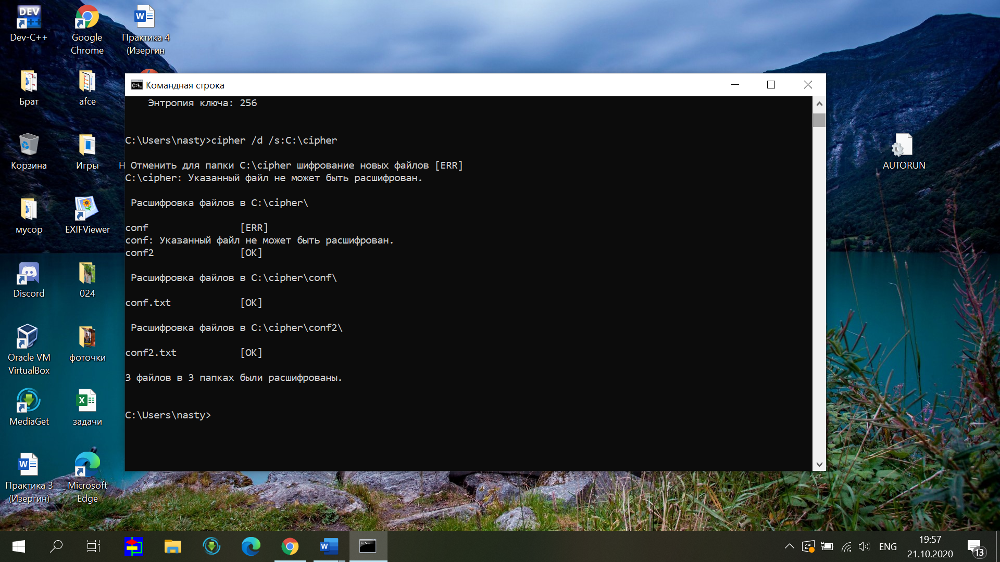 DEV
Dev-C++
Google
Chrome
Практика 4
(Изергин
Брат
afce
Корзина
Игры
Н
мусор
EXIFViewer
Discord
024
Oracle VM
VirtualBox
фоточки
MediaGet
задачи
Практика 3
(Изергин)
Microsoft
Edge
AUTORUN
Командная строка
Энтропия ключа: 256
C:\Users\nasty>cipher /d /s:C:\cipher
Отменить для папки C:\cipher шифрование новых файлов [ERR]
C:\cipher: Указанный файл не может быть расшифрован.
Расшифровка файлов в C:\cipher\
conf [ERR]
conf: Указанный файл не может быть расшифрован.
conf2 [OK]
Расшифровка файлов в C:\cipher\conf\
conf.txt [OK]
Расшифровка файлов в C:\cipher\conf2\
conf2.txt [OK]
3 файлов в 3 папках были расшифрованы.
C:\Users\nasty>
ENG
19:57
21.10.2020
13